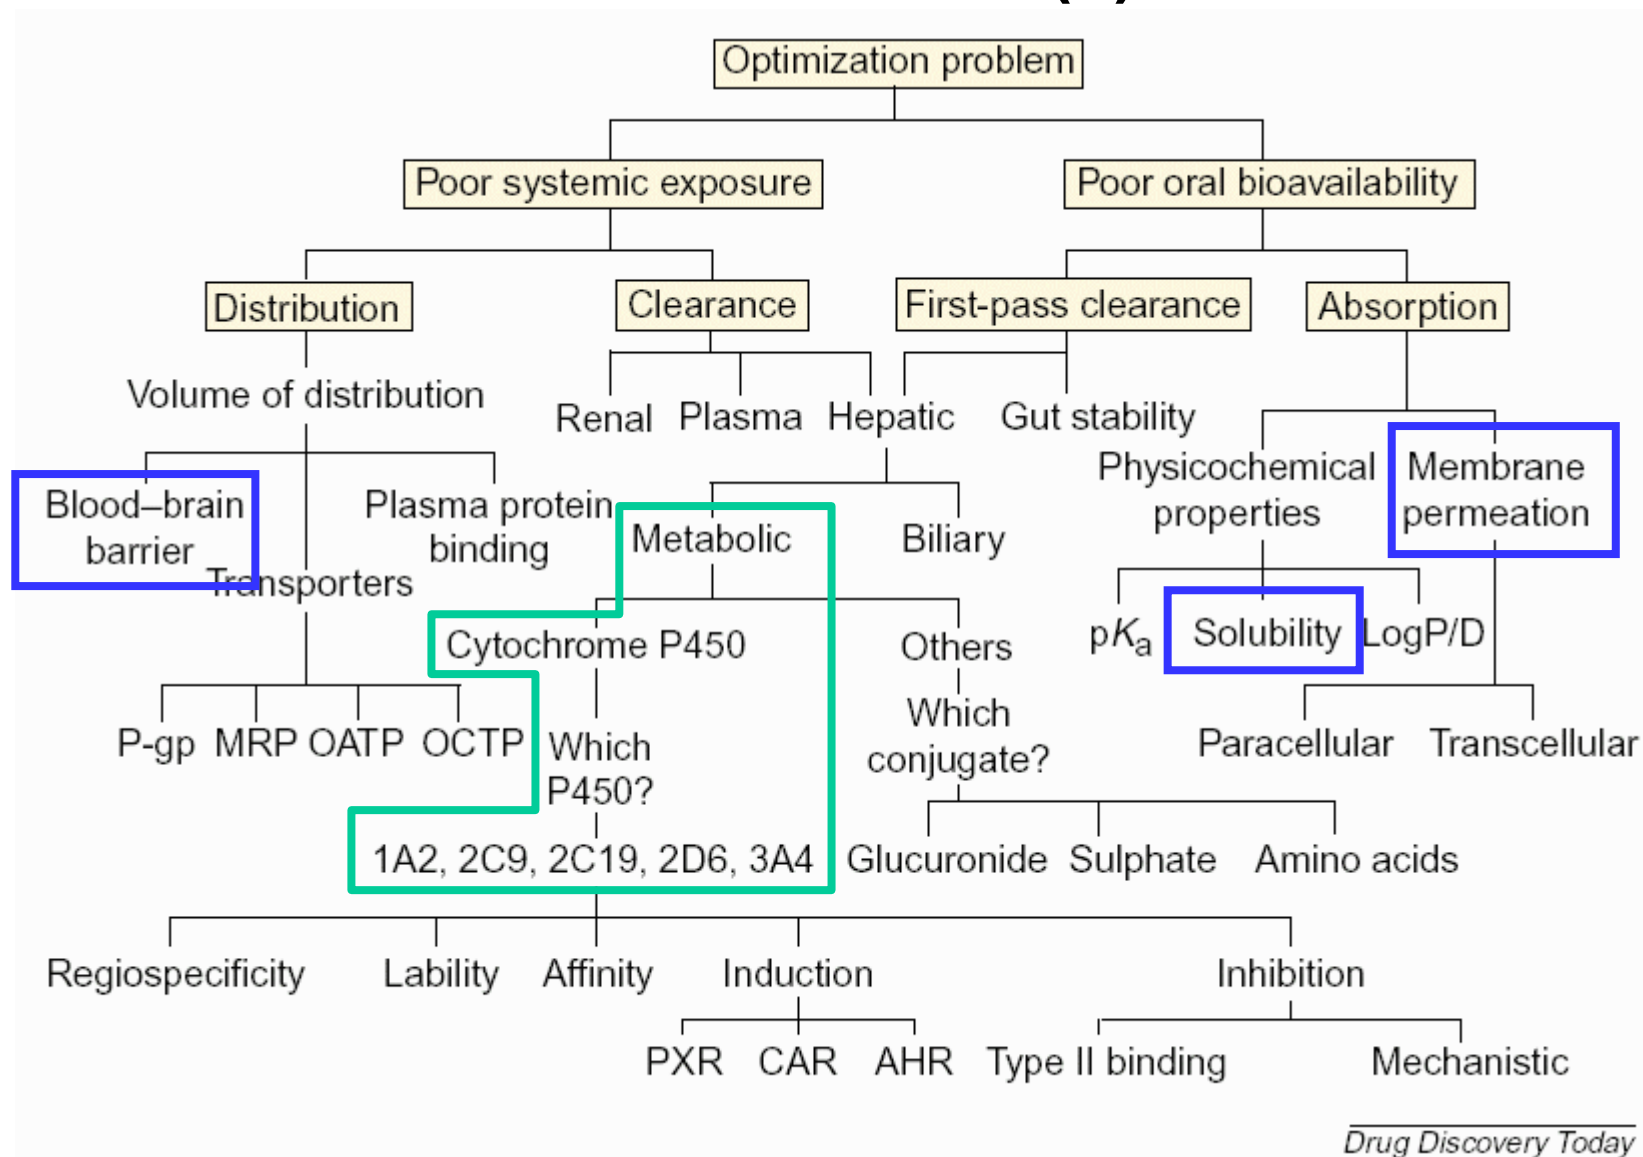 Optimization problem
Poor systemic exposure
Poor oral bioavailability
Distribution
Clearance
First-pass clearance
Absorption
Volume of distribution
Renal
Plasma
Hepatic
Gut stability
Physicochemical
properties
Membrane
permeation
Blood–brain
barrier
Plasma protein
binding
Transporters
Metabolic
Biliary
pKa
Solubility
LogP/D
Cytochrome P450
Others
P-gp
MRP
OATP
OCTP
Which
P450?
Which
conjugate?
Paracellular
Transcellular
1A2, 2C9, 2C19, 2D6, 3A4
Glucuronide
Sulphate
Amino acids
Regiospecificity
Lability
Affinity
Induction
Inhibition
PXR
CAR
AHR
Type II binding
Mechanistic
Drug Discovery Today